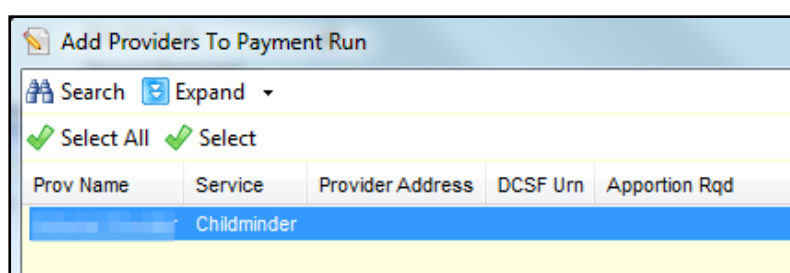 Add Providers To Payment Run
Search Expand
Select All Select
Prov Name Service Provider Address DCSF Urn Apportion Rqd
Childminder